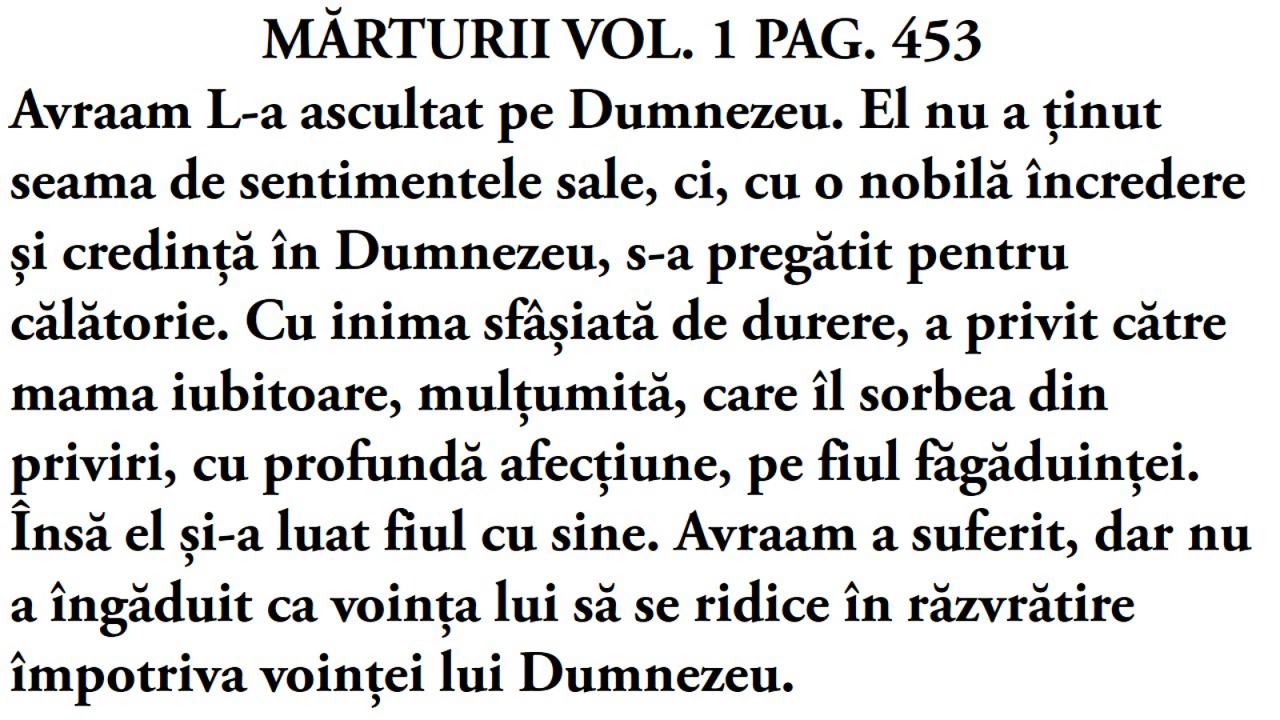 MĂRTURII VOL. 1 PAG. 453
Avraam L-a ascultat pe Dumnezeu. El nu a ținut
seama de sentimentele sale, ci, cu o nobilă încredere
și credință în Dumnezeu, s-a pregătit pentru
călătorie. Cu inima sfâșiată de durere, a privit către
mama iubitoare, mulțumită, care îl sorbea din
priviri, cu profundă afecțiune, pe fiul făgăduinței.
Însă el și-a luat fiul cu sine. Avraam a suferit, dar nu
a îngăduit ca voința lui să se ridice în răzvrătire
împotriva voinței lui Dumnezeu.